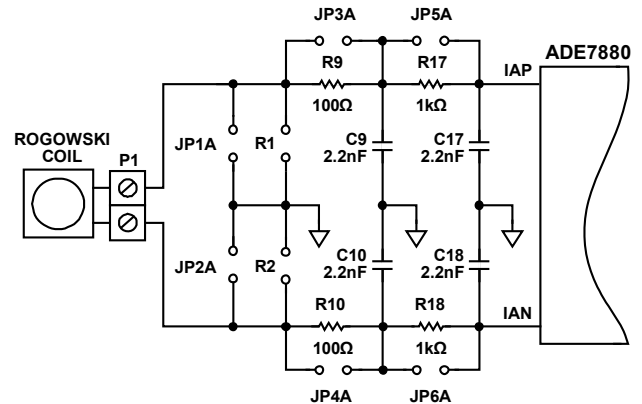 JP3A
JP5A
ADE7880
R9
R17
IAP
100Ω
1kΩ
ROGOWSKI
COIL
P1
JP1A
R1
C9
2.2nF
C17
2.2nF
JP2A
R2
C10
2.2nF
C18
2.2nF
R10
R18
IAN
100Ω
1kΩ
JP4A
JP6A